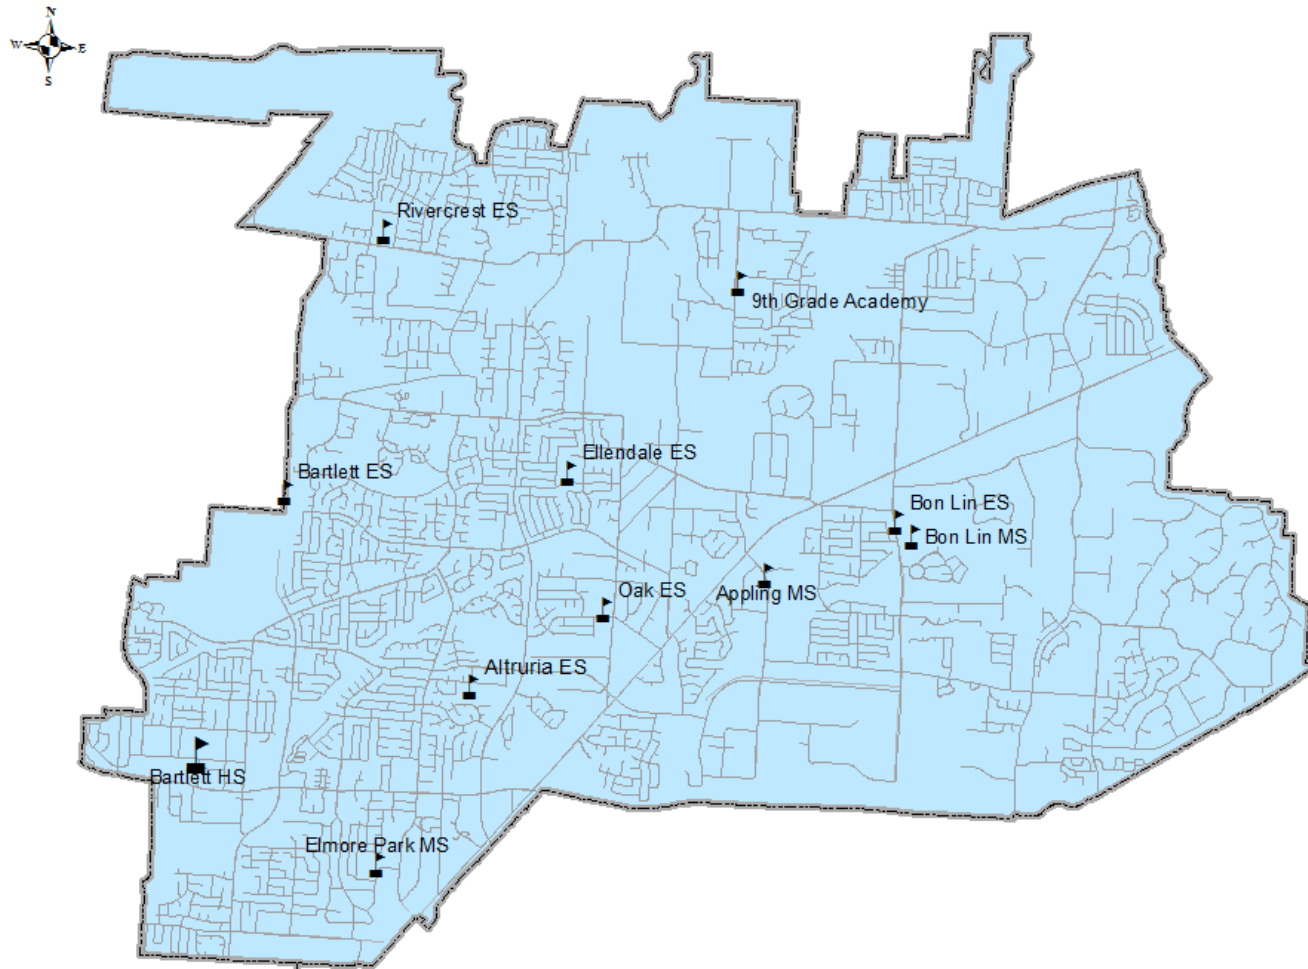 N
W
E
S
Rivercrest ES
9th Grade Academy
Ellendale ES
Bartlett ES
Bon Lin ES
Bon Lin MS
Oak ES
Appling MS
Altruria ES
Bartlett HS
Elmore Park MS